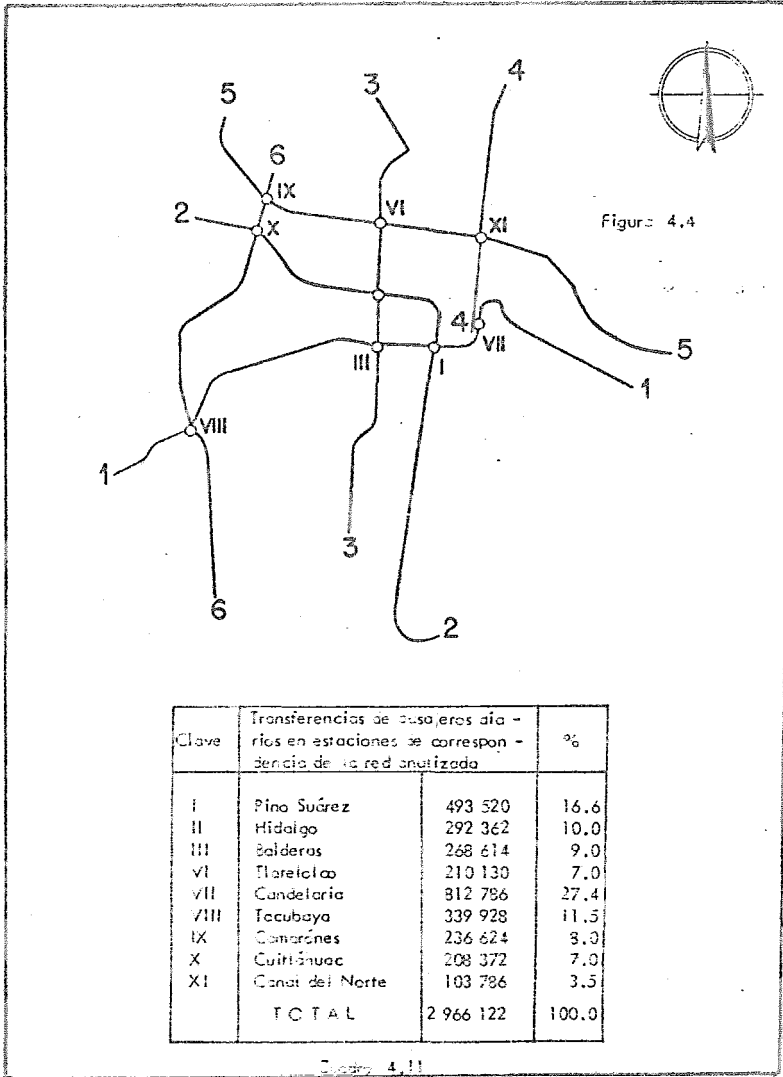 4
3
5
6
IX
VI
2
X
XI
Figura 4.4
4
VII
III
I
5
1
VIII
1
3
6
2
Clave
Transferencias de pasajeros dia -
rios en estaciones de correspon -
dencia de la red analizada
%
I Pino Suárez 493 520 16.6
II Hidalgo 292 362 10.0
III Balderas 268 614 9.0
VI Tlatelolco 210 130 7.0
VII Candelaria 812 786 27.4
VIII Tacubaya 339 928 11.5
IX Camarónes 236 624 8.0
X Cuitláhuac 208 372 7.0
XI Canal del Norte 103 786 3.5
TOTAL 2 966 122 100.0
Cuadro 4.11